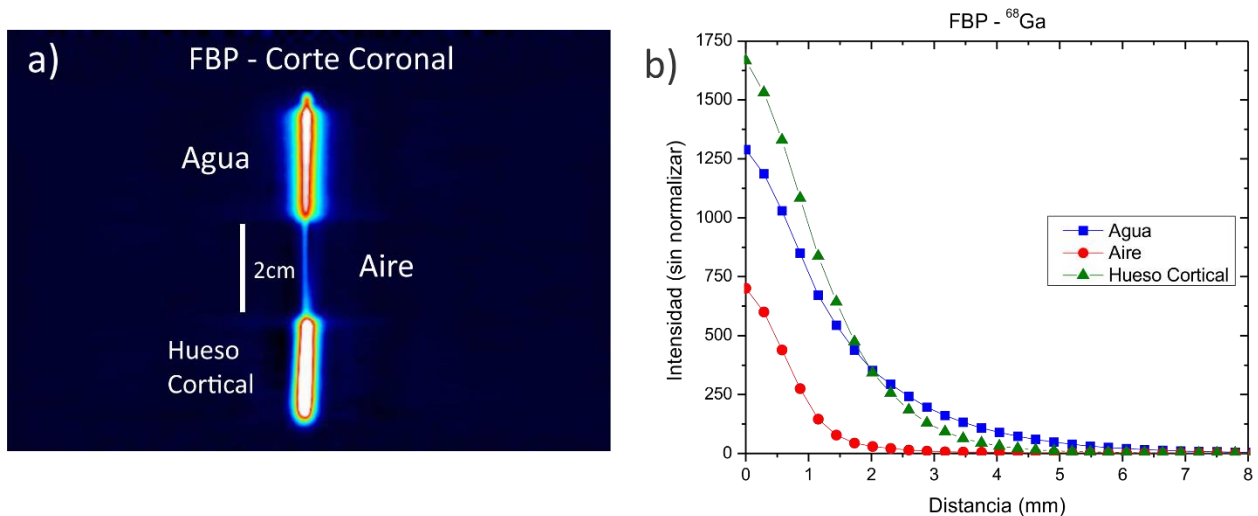 a)
FBP - Corte Coronal
Agua
2cm
Aire
Hueso
Cortical
b)
FBP - ⁶⁸Ga
Intensidad (sin normalizar)
1750
1500
1250
1000
750
500
250
0
Agua
Aire
Hueso Cortical
0 1 2 3 4 5 6 7 8
Distancia (mm)